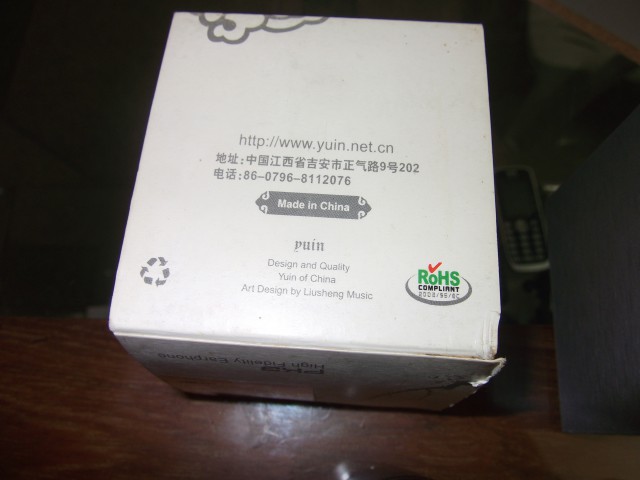 http://www.yuin.net.cn
地址:中国江西省吉安市正气路9号202
电话:86-0796-8112076
Made in China
yuin
Design and Quality
Yuin of China
Art Design by Liusheng Music
RoHS
COMPLIANT
2002/95/EC
High Fidelity Earphone